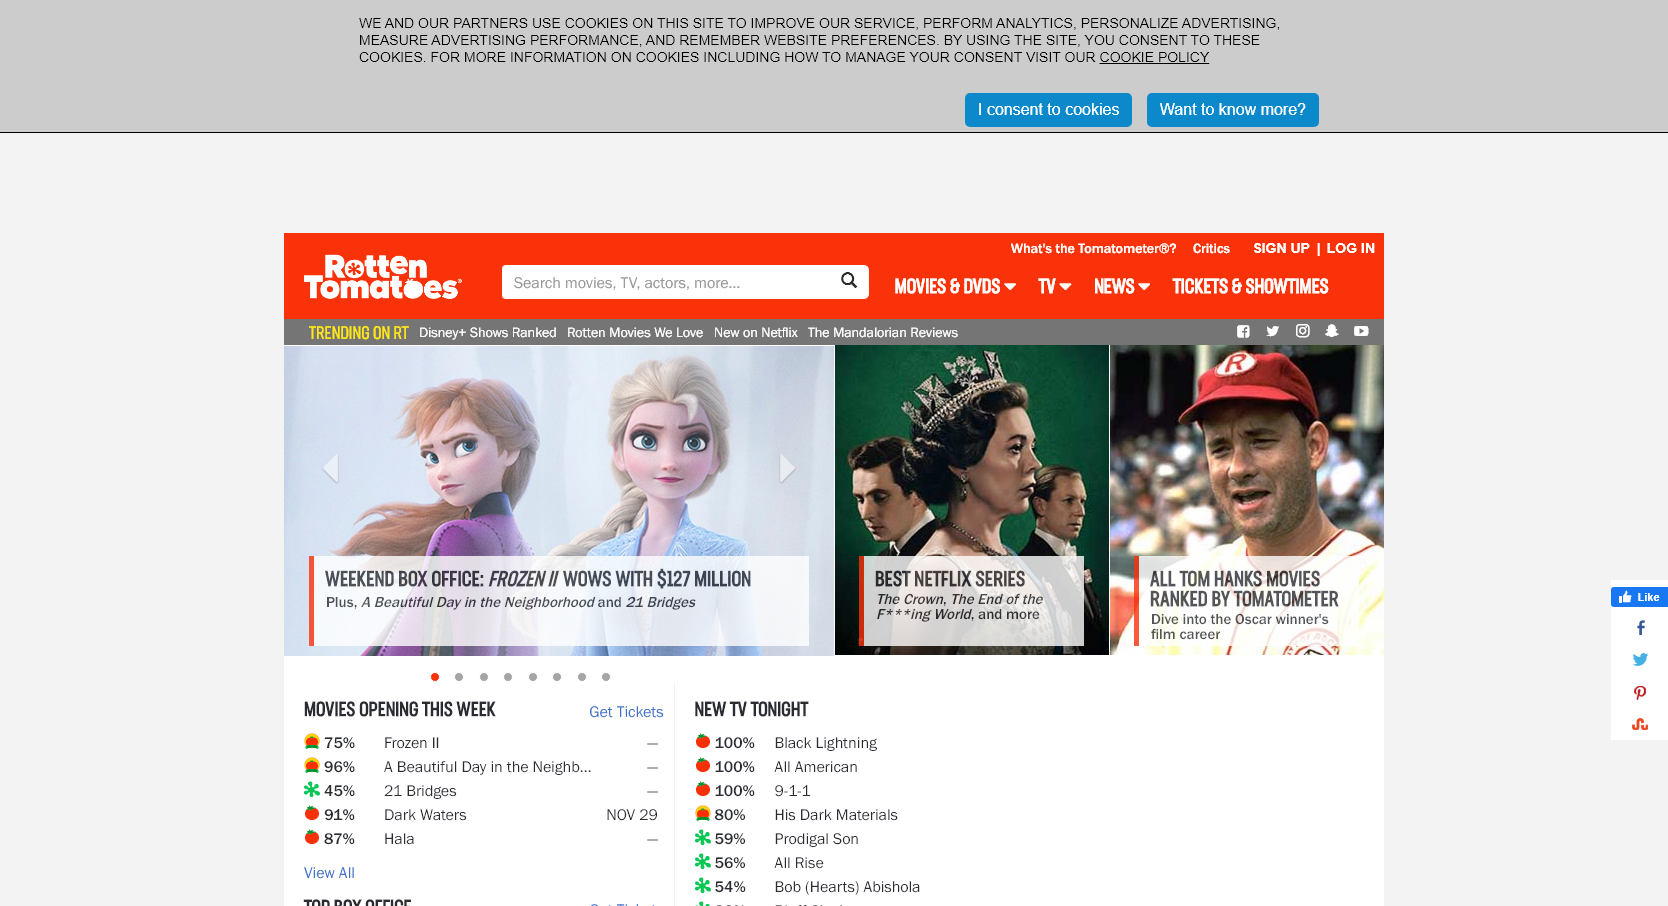 WE AND OUR PARTNERS USE COOKIES ON THIS SITE TO IMPROVE OUR SERVICE, PERFORM ANALYTICS, PERSONALIZE ADVERTISING,
MEASURE ADVERTISING PERFORMANCE, AND REMEMBER WEBSITE PREFERENCES. BY USING THE SITE, YOU CONSENT TO THESE
COOKIES. FOR MORE INFORMATION ON COOKIES INCLUDING HOW TO MANAGE YOUR CONSENT VISIT OUR COOKIE POLICY
I consent to cookies
Want to know more?
What's the Tomatometer®?
Critics
SIGN UP | LOG IN
Rotten
Tomatoes
Search movies, TV, actors, more...
MOVIES & DVDS
TV
NEWS
TICKETS & SHOWTIMES
TRENDING ON RT
Disney+ Shows Ranked
Rotten Movies We Love
New on Netflix
The Mandalorian Reviews
R
WEEKEND BOX OFFICE: FROZEN II WOWS WITH $127 MILLION
Plus, A Beautiful Day in the Neighborhood and 21 Bridges
BEST NETFLIX SERIES
The Crown, The End of the
F***ing World, and more
ALL TOM HANKS MOVIES
RANKED BY TOMATOMETER
Dive into the Oscar winner's
film career
Like
MOVIES OPENING THIS WEEK
Get Tickets
75% Frozen II –
96% A Beautiful Day in the Neighb... –
45% 21 Bridges –
91% Dark Waters NOV 29
87% Hala –
View All
NEW TV TONIGHT
100% Black Lightning
100% All American
100% 9-1-1
80% His Dark Materials
59% Prodigal Son
56% All Rise
54% Bob (Hearts) Abishola
TOP BOX OFFICE